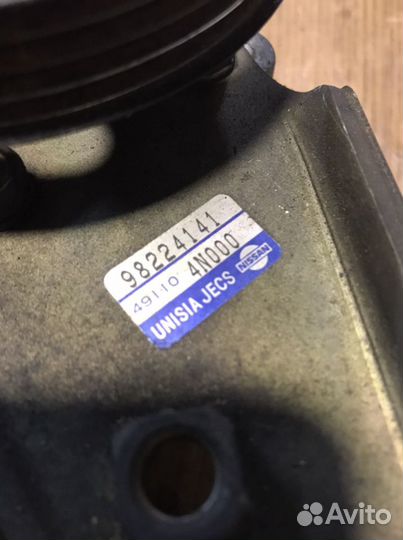 98224141
49110 4N000
UNISIA JECS NISSAN
Avito